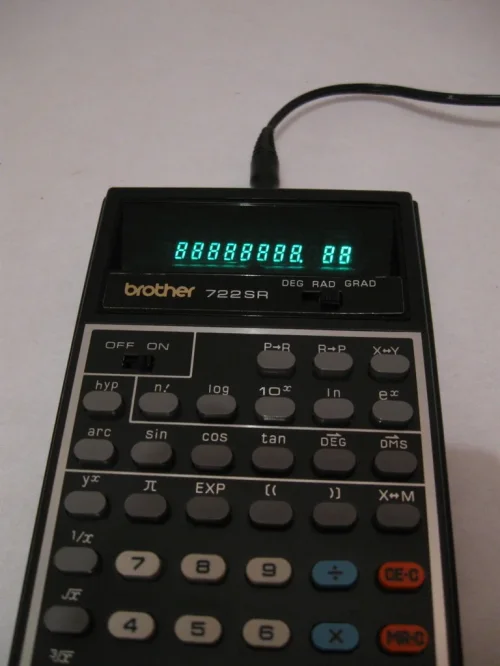 88888888. 88
brother 722SR DEG RAD GRAD
OFF ON
P→R R→P X↔Y
hyp n! log 10ˣ ln eˣ
arc sin cos tan DEG DMS
yˣ π EXP [( )] X↔M
1/x 7 8 9 ÷ CE·C
√x 4 5 6 X MR·C
³√x